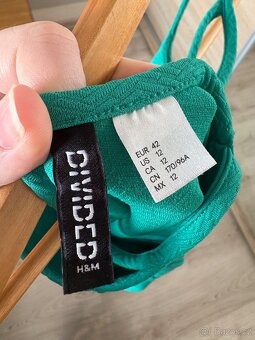 DIVIDED
H&M
EUR 42
US 12
CA 12
CN 170/96A
MX 12